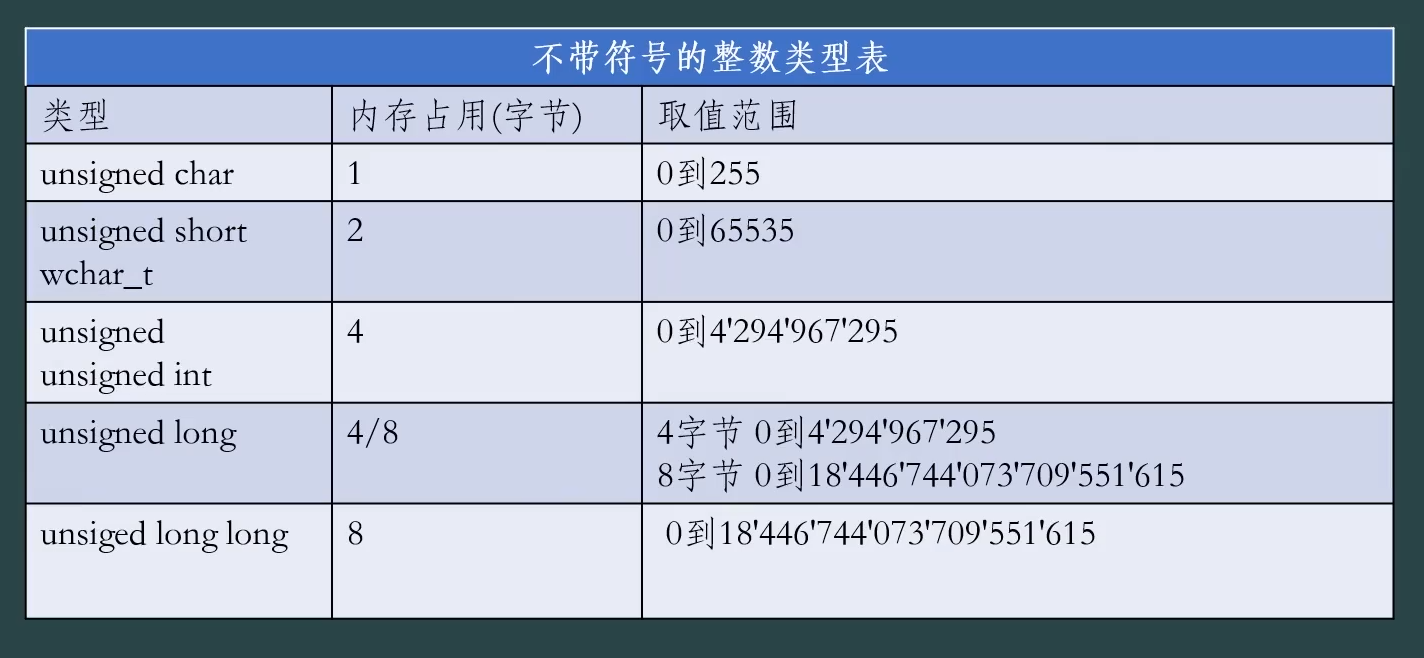 不带符号的整数类型表
类型 内存占用(字节) 取值范围
unsigned char 1 0到255
unsigned short 2 0到65535
wchar_t
unsigned 4 0到4'294'967'295
unsigned int
unsigned long 4/8 4字节 0到4'294'967'295
8字节 0到18'446'744'073'709'551'615
unsiged long long 8 0到18'446'744'073'709'551'615